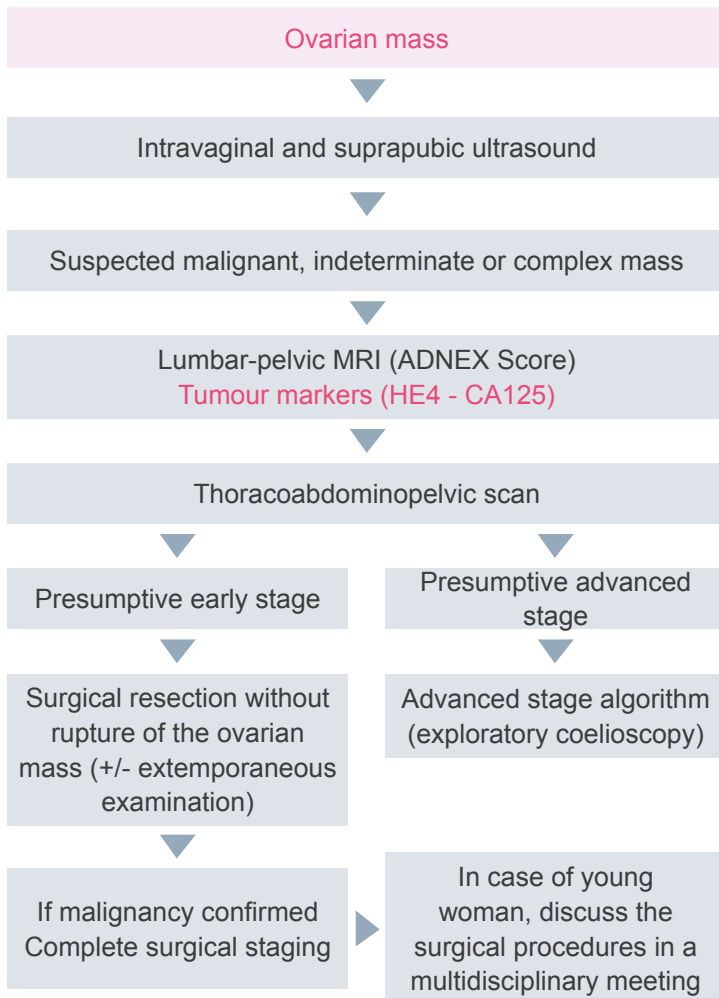 Ovarian mass
Intravaginal and suprapubic ultrasound
Suspected malignant, indeterminate or complex mass
Lumbar-pelvic MRI (ADNEX Score)
Tumour markers (HE4 - CA125)
Thoracoabdominopelvic scan
Presumptive early stage
Presumptive advanced
stage
Surgical resection without
rupture of the ovarian
mass (+/- extemporaneous
examination)
Advanced stage algorithm
(exploratory coelioscopy)
If malignancy confirmed
Complete surgical staging
In case of young
woman, discuss the
surgical procedures in a
multidisciplinary meeting